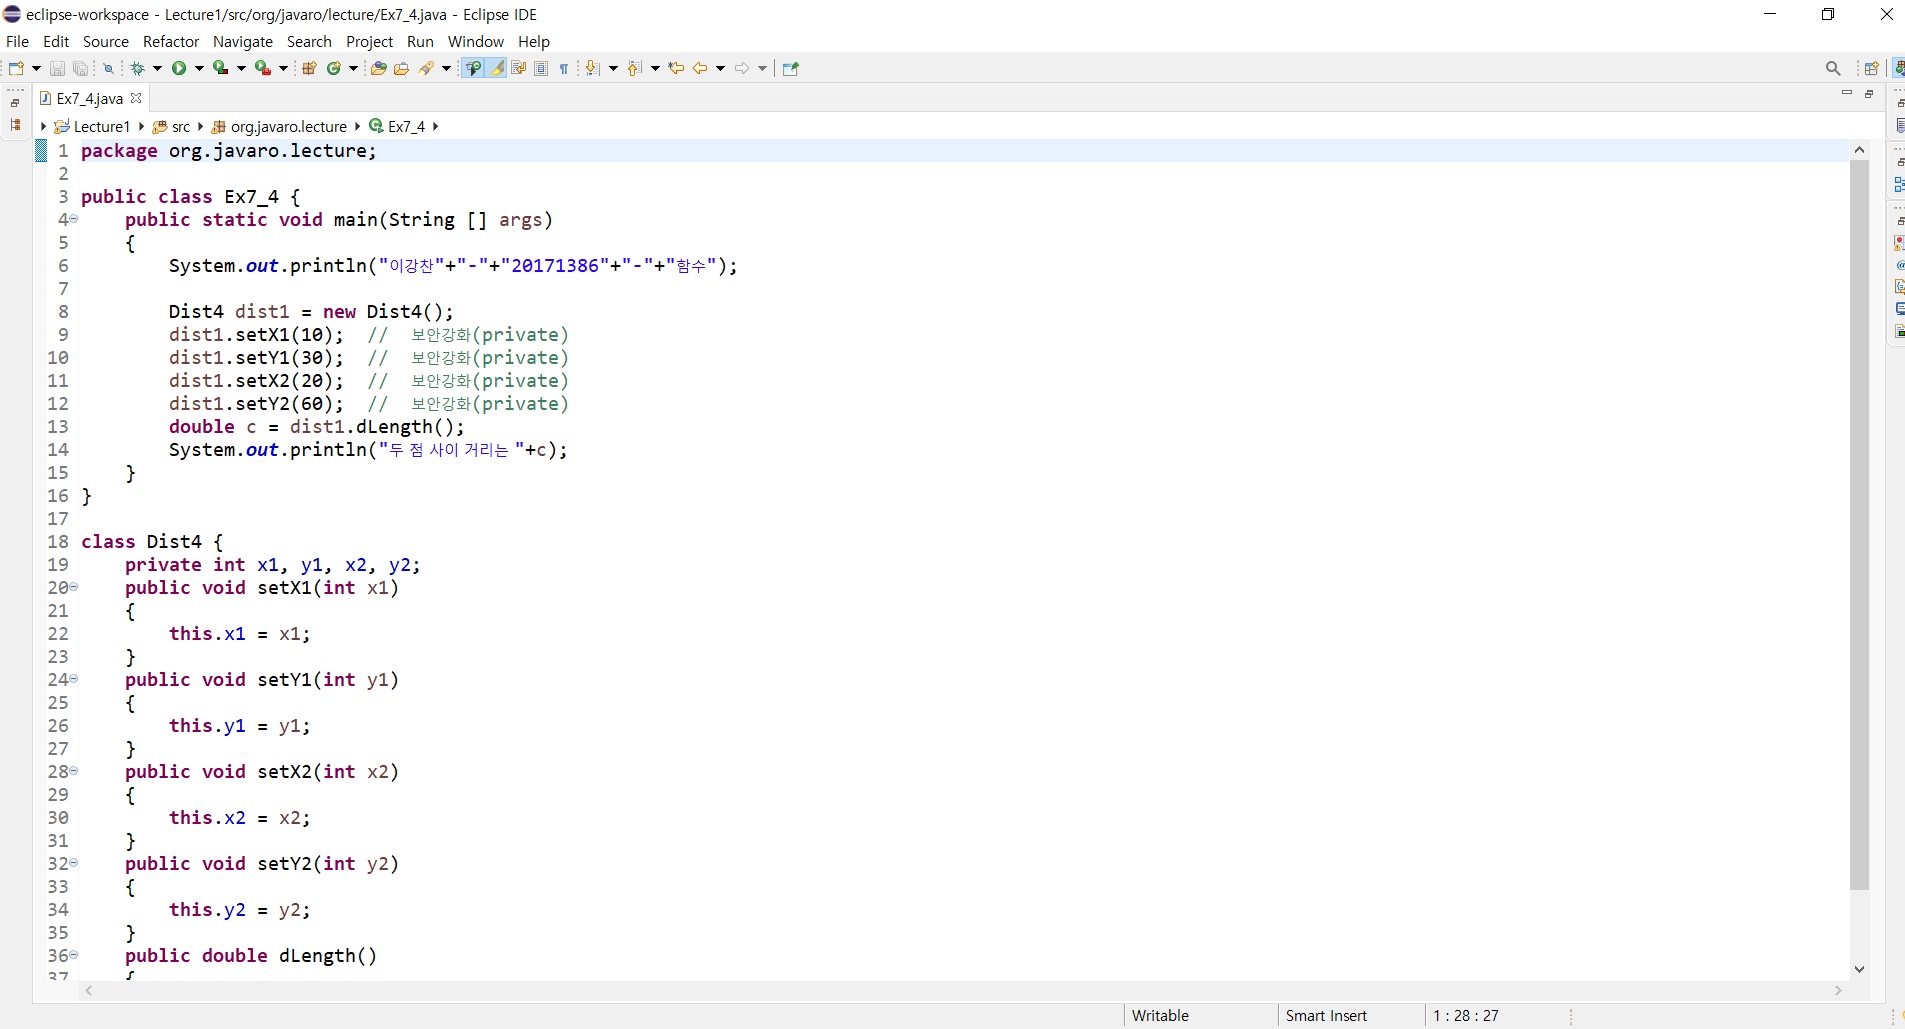 eclipse-workspace - Lecture1/src/org/javaro/lecture/Ex7_4.java - Eclipse IDE
File Edit Source Refactor Navigate Search Project Run Window Help
Ex7_4.java
Lecture1 src org.javaro.lecture Ex7_4
1 package org.javaro.lecture;
2
3 public class Ex7_4 {
4 public static void main(String [] args)
5 {
6 System.out.println("이강찬"+"-"+"20171386"+"-"+"함수");
7
8 Dist4 dist1 = new Dist4();
9 dist1.setX1(10); // 보안강화(private)
10 dist1.setY1(30); // 보안강화(private)
11 dist1.setX2(20); // 보안강화(private)
12 dist1.setY2(60); // 보안강화(private)
13 double c = dist1.dLength();
14 System.out.println("두 점 사이 거리는 "+c);
15 }
16 }
17
18 class Dist4 {
19 private int x1, y1, x2, y2;
20 public void setX1(int x1)
21 {
22 this.x1 = x1;
23 }
24 public void setY1(int y1)
25 {
26 this.y1 = y1;
27 }
28 public void setX2(int x2)
29 {
30 this.x2 = x2;
31 }
32 public void setY2(int y2)
33 {
34 this.y2 = y2;
35 }
36 public double dLength()
37 {
Writable Smart Insert 1 : 28 : 27